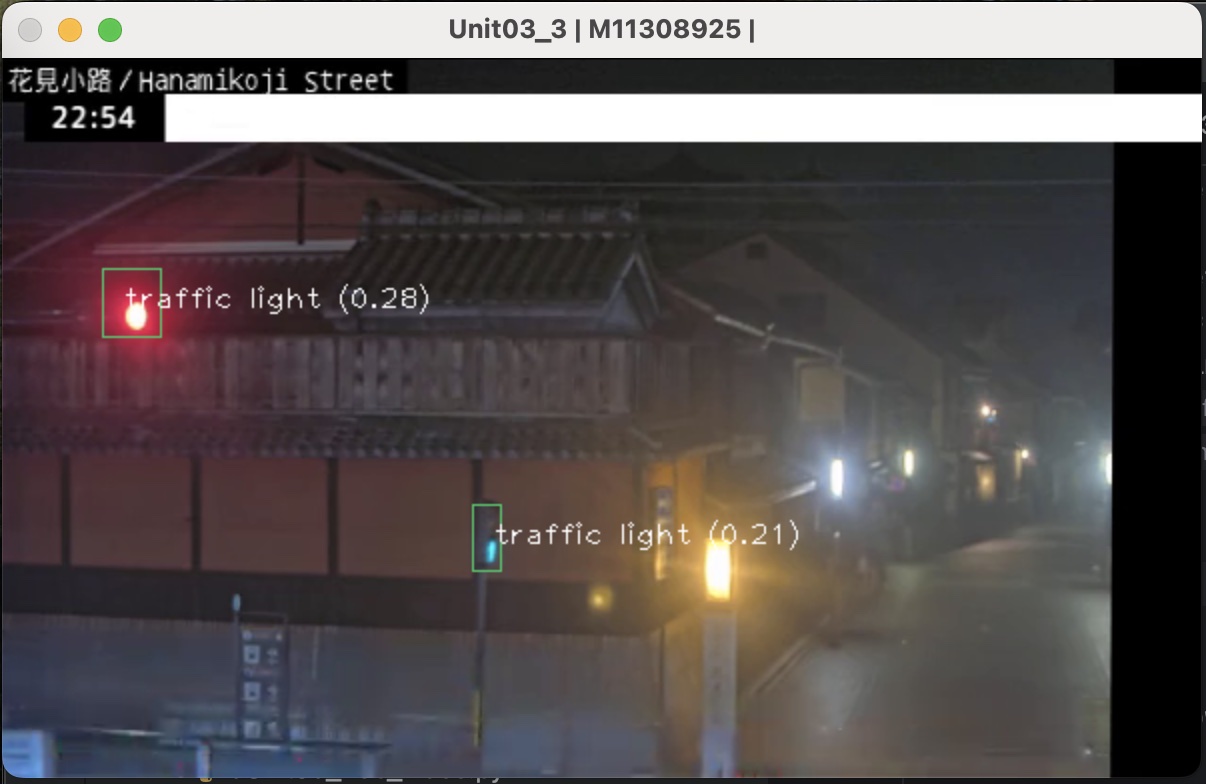 Unit03_3 | M11308925 |
花見小路/Hanamikoji Street
22:54
traffic light (0.28)
traffic light (0.21)